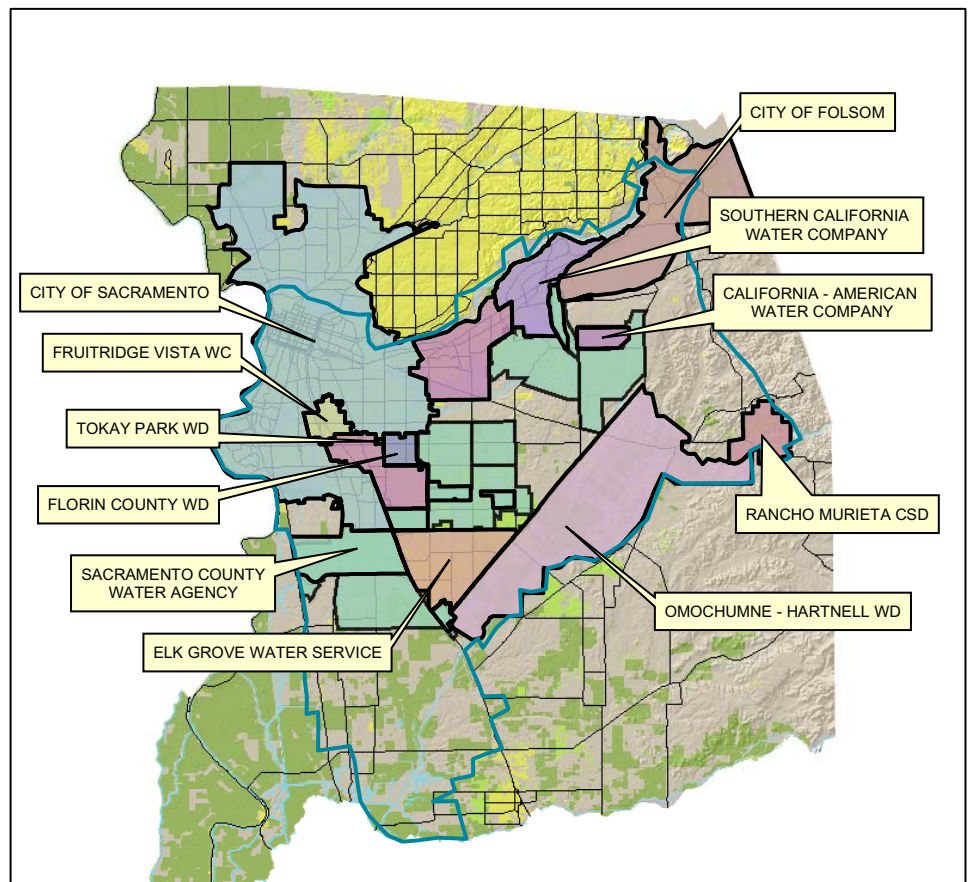 CITY OF FOLSOM
SOUTHERN CALIFORNIA
WATER COMPANY
CITY OF SACRAMENTO
CALIFORNIA - AMERICAN
WATER COMPANY
FRUITRIDGE VISTA WC
TOKAY PARK WD
FLORIN COUNTY WD
RANCHO MURIETA CSD
SACRAMENTO COUNTY
WATER AGENCY
OMOCHUMNE - HARTNELL WD
ELK GROVE WATER SERVICE